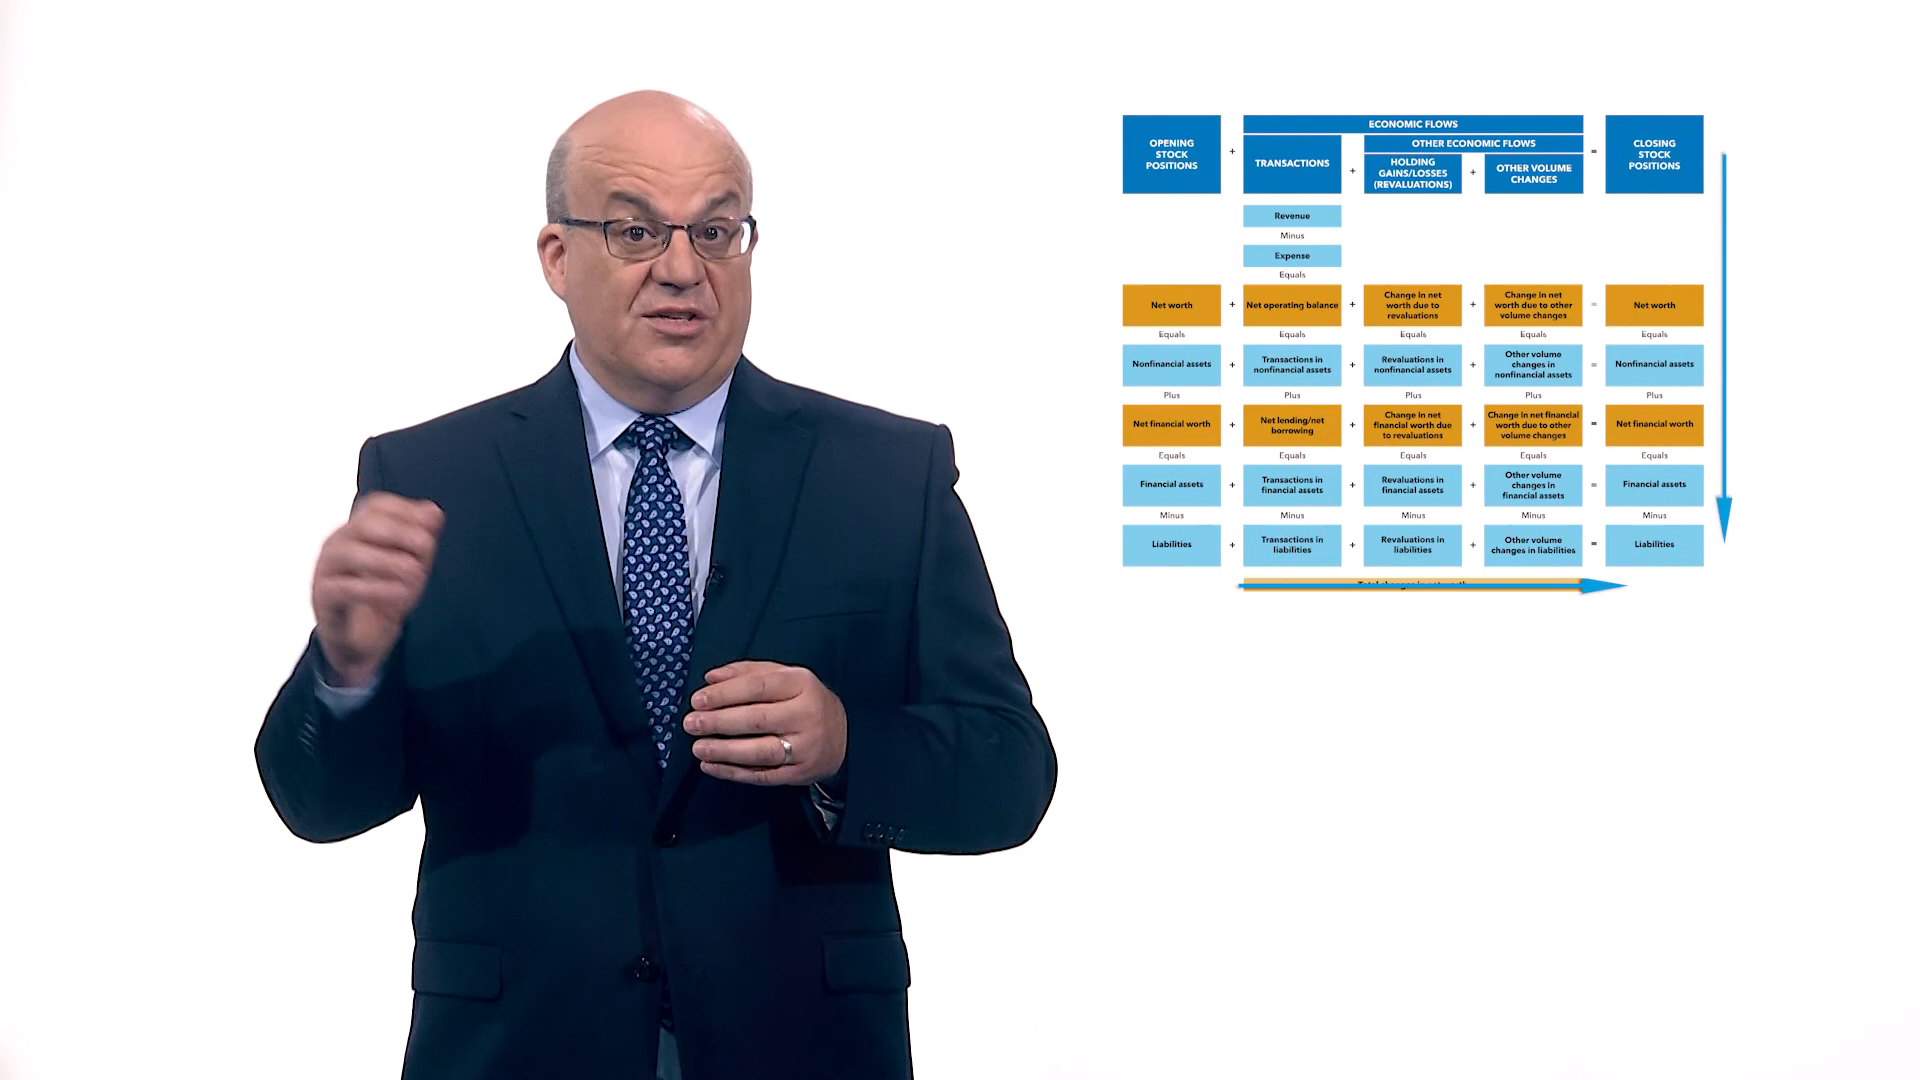 ECONOMIC FLOWS
OPENING
STOCK
POSITIONS
+
TRANSACTIONS
+
OTHER ECONOMIC FLOWS
HOLDING
GAINS/LOSSES
(REVALUATIONS)
+
OTHER VOLUME
CHANGES
=
CLOSING
STOCK
POSITIONS
Revenue
Minus
Expense
Equals
Net worth
+
Net operating balance
+
Change in net
worth due to
revaluations
+
Change in net
worth due to other
volume changes
=
Net worth
Equals Equals Equals Equals Equals
Nonfinancial assets
+
Transactions in
nonfinancial assets
+
Revaluations in
nonfinancial assets
+
Other volume
changes in
nonfinancial assets
=
Nonfinancial assets
Plus Plus Plus Plus Plus
Net financial worth
+
Net lending/net
borrowing
+
Change in net
financial worth due
to revaluations
+
Change in net financial
worth due to other
volume changes
=
Net financial worth
Equals Equals Equals Equals Equals
Financial assets
+
Transactions in
financial assets
+
Revaluations in
financial assets
+
Other volume
changes in
financial assets
=
Financial assets
Minus Minus Minus Minus Minus
Liabilities
+
Transactions in
liabilities
+
Revaluations in
liabilities
+
Other volume
changes in liabilities
=
Liabilities